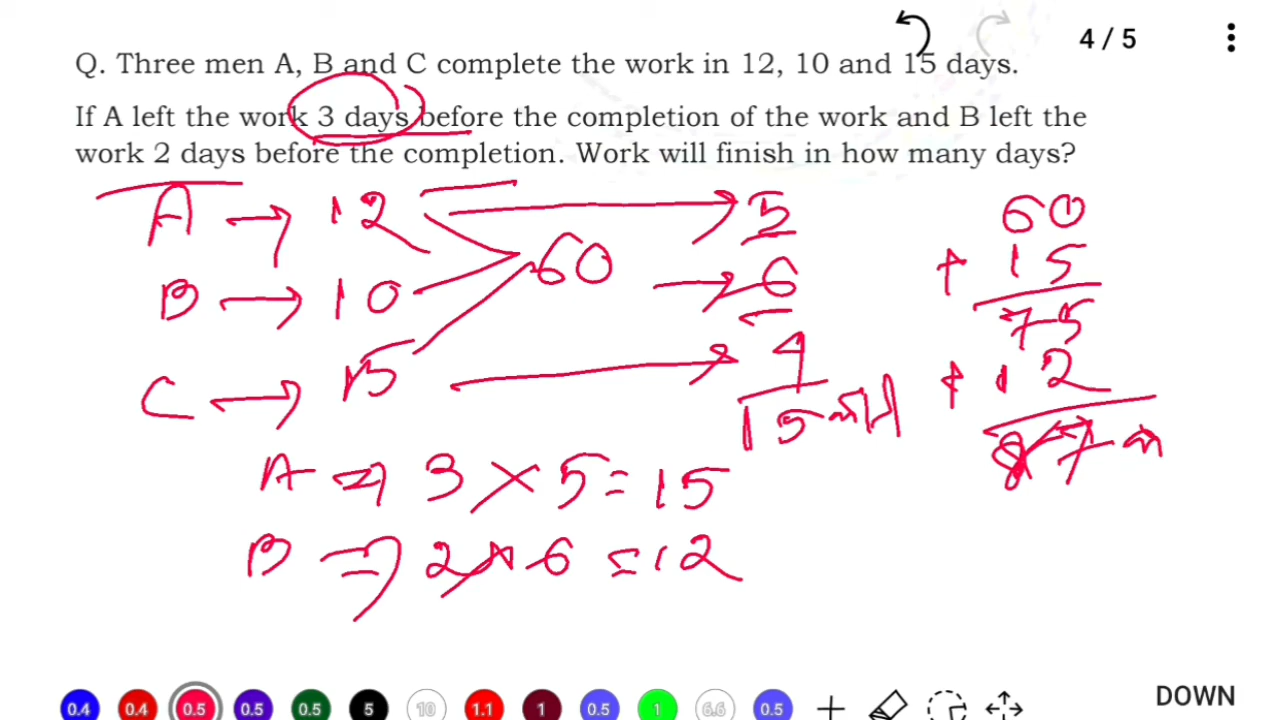 4 / 5
Q. Three men A, B and C complete the work in 12, 10 and 15 days.
If A left the work 3 days before the completion of the work and B left the
work 2 days before the completion. Work will finish in how many days?
A → 12 → 5
B → 10 60 → 6
C → 15 → 4
15
60
+ 15
75
+ 12
87
A ⇒ 3 × 5 = 15
B ⇒ 2 × 6 = 12
0.4 0.4 0.5 0.5 0.5 5 10 1.1 1 0.5 1 6.6 0.5
DOWN